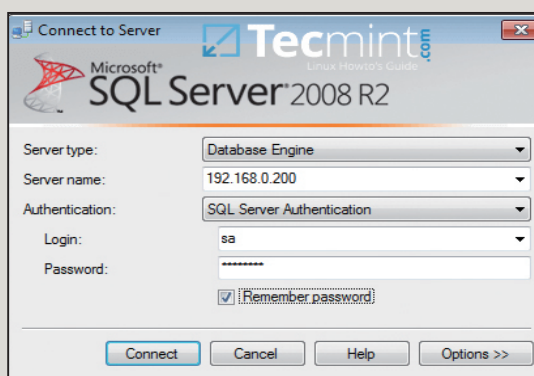 Connect to Server
Tecmint.com
Linux Howto's Guide
Microsoft®
SQL Server® 2008 R2
Server type: Database Engine
Server name: 192.168.0.200
Authentication: SQL Server Authentication
Login: sa
Password: ********
Remember password
Connect Cancel Help Options >>